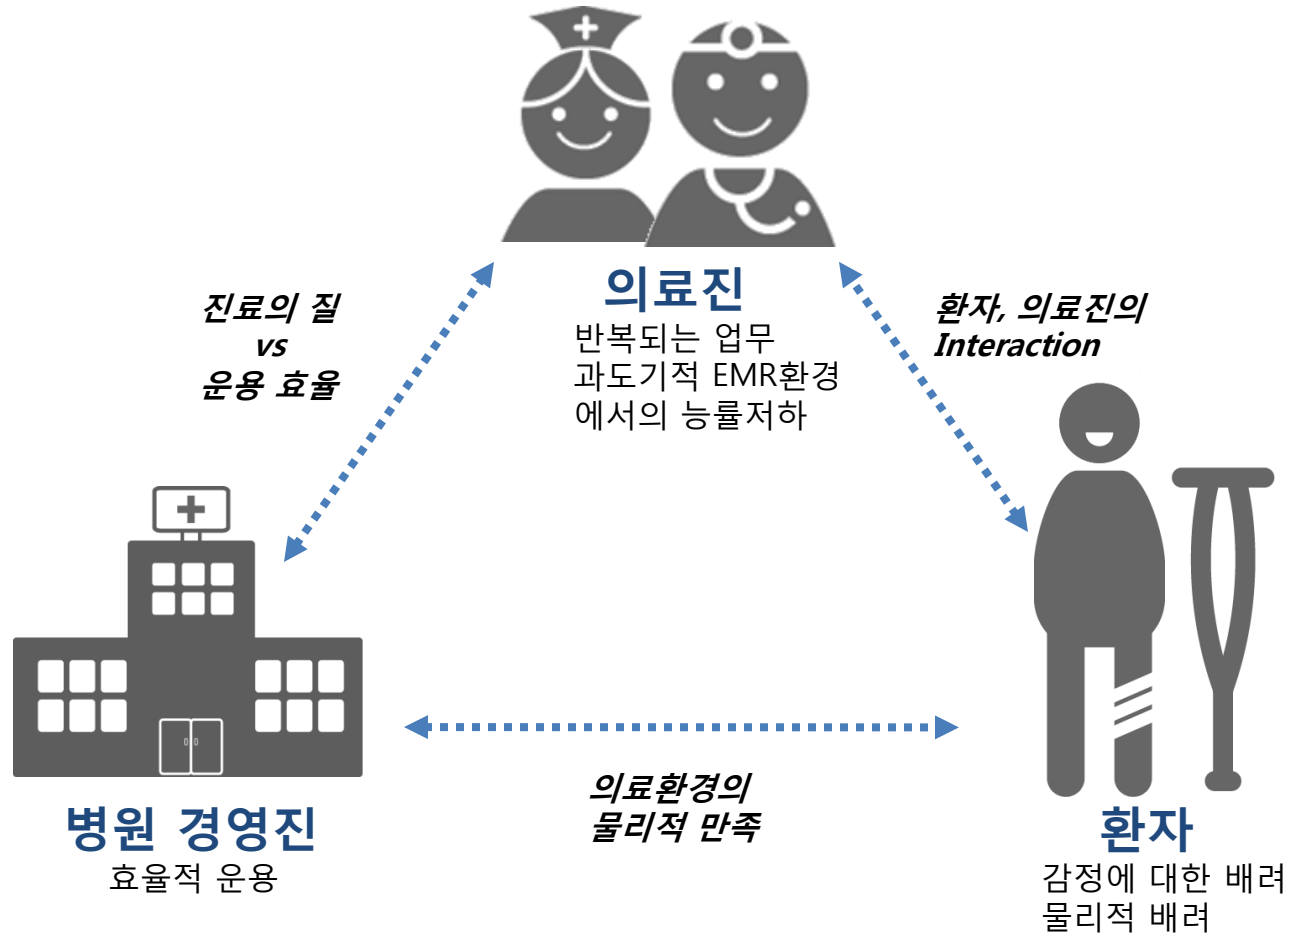 의료진
반복되는 업무
과도기적 EMR환경
에서의 능률저하
진료의 질
vs
운용 효율
환자, 의료진의
Interaction
의료환경의
물리적 만족
병원 경영진
효율적 운용
환자
감정에 대한 배려
물리적 배려